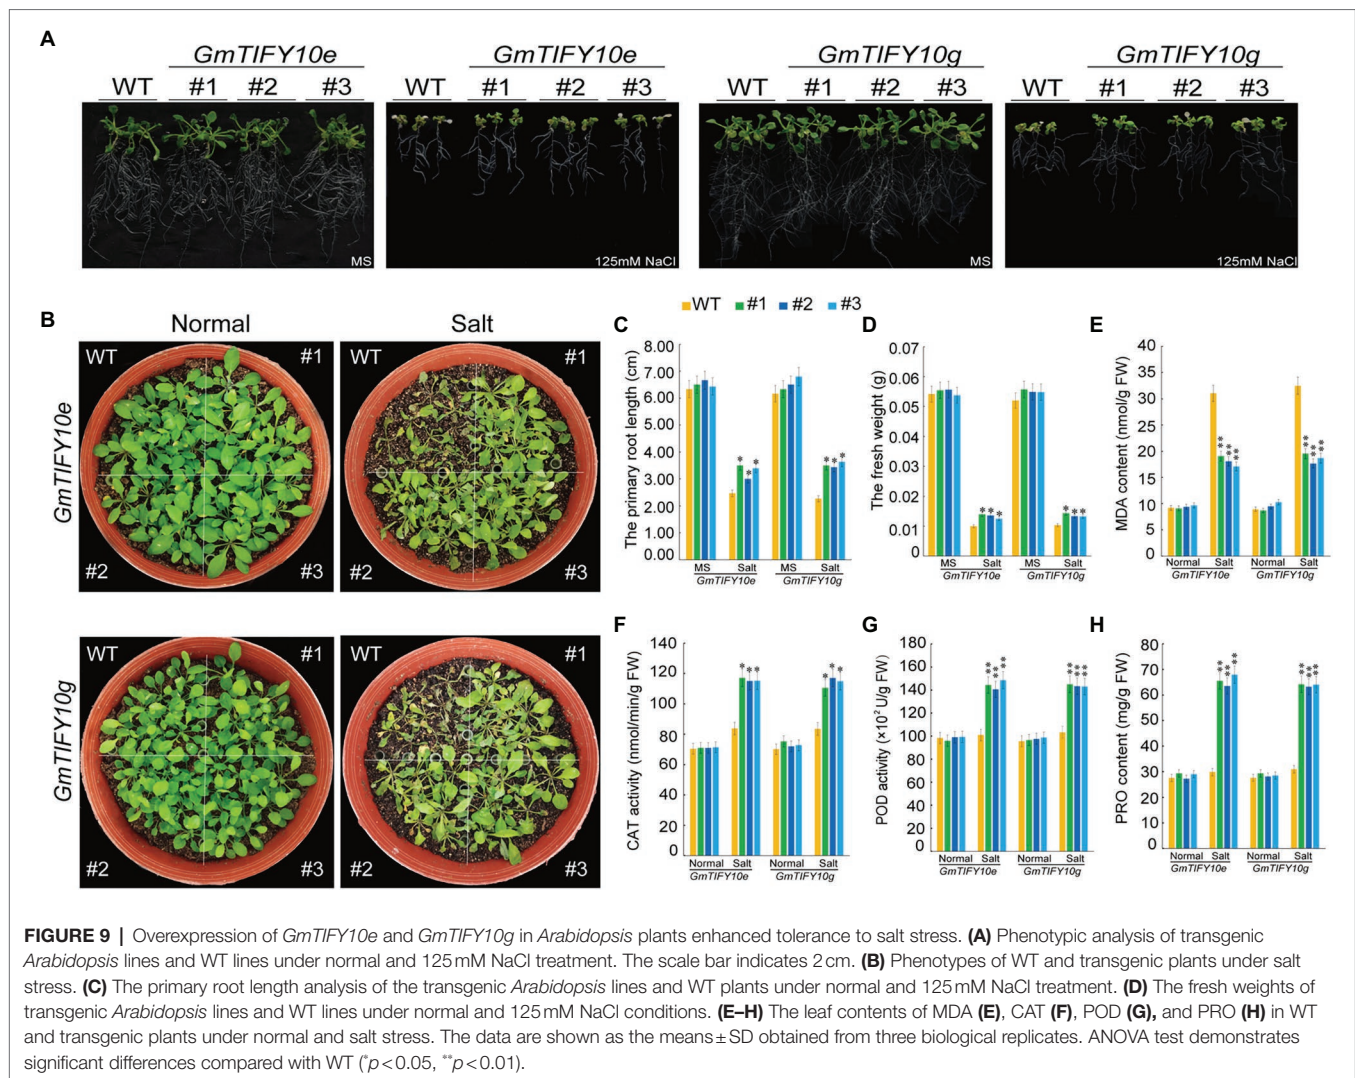 A
GmTIFY10e
GmTIFY10e
GmTIFY10g
GmTIFY10g
WT #1 #2 #3
WT #1 #2 #3
WT #1 #2 #3
WT #1 #2 #3
MS
125mM NaCl
MS
125mM NaCl
B
Normal
Salt
GmTIFY10e
WT
#1
#2
#3
WT
#1
#2
#3
GmTIFY10g
WT
#1
#2
#3
WT
#1
#2
#3
WT #1 #2 #3
C
The primary root length (cm)
8.00
7.00
6.00
5.00
4.00
3.00
2.00
1.00
0.00
* * * * * *
MS Salt MS Salt
GmTIFY10e GmTIFY10g
D
The fresh weight (g)
0.07
0.06
0.05
0.04
0.03
0.02
0.01
0
* * * * * *
MS Salt MS Salt
GmTIFY10e GmTIFY10g
E
MDA content (nmol/g FW)
40
35
30
25
20
15
10
5
0
** ** ** ** ** **
Normal Salt Normal Salt
GmTIFY10e GmTIFY10g
F
CAT activity (nmol/min/g FW)
140
120
100
80
60
40
20
0
* * * * * *
Normal Salt Normal Salt
GmTIFY10e GmTIFY10g
G
POD activity (×10² U/g FW)
180
160
140
120
100
80
60
40
20
0
** ** ** ** ** **
Normal Salt Normal Salt
GmTIFY10e GmTIFY10g
H
PRO content (mg/g FW)
80
70
60
50
40
30
20
10
0
** ** ** ** ** **
Normal Salt Normal Salt
GmTIFY10e GmTIFY10g
FIGURE 9 | Overexpression of GmTIFY10e and GmTIFY10g in Arabidopsis plants enhanced tolerance to salt stress. (A) Phenotypic analysis of transgenic
Arabidopsis lines and WT lines under normal and 125 mM NaCl treatment. The scale bar indicates 2 cm. (B) Phenotypes of WT and transgenic plants under salt
stress. (C) The primary root length analysis of the transgenic Arabidopsis lines and WT plants under normal and 125 mM NaCl treatment. (D) The fresh weights of
transgenic Arabidopsis lines and WT lines under normal and 125 mM NaCl conditions. (E–H) The leaf contents of MDA (E), CAT (F), POD (G), and PRO (H) in WT
and transgenic plants under normal and salt stress. The data are shown as the means ± SD obtained from three biological replicates. ANOVA test demonstrates
significant differences compared with WT (*p < 0.05, **p < 0.01).